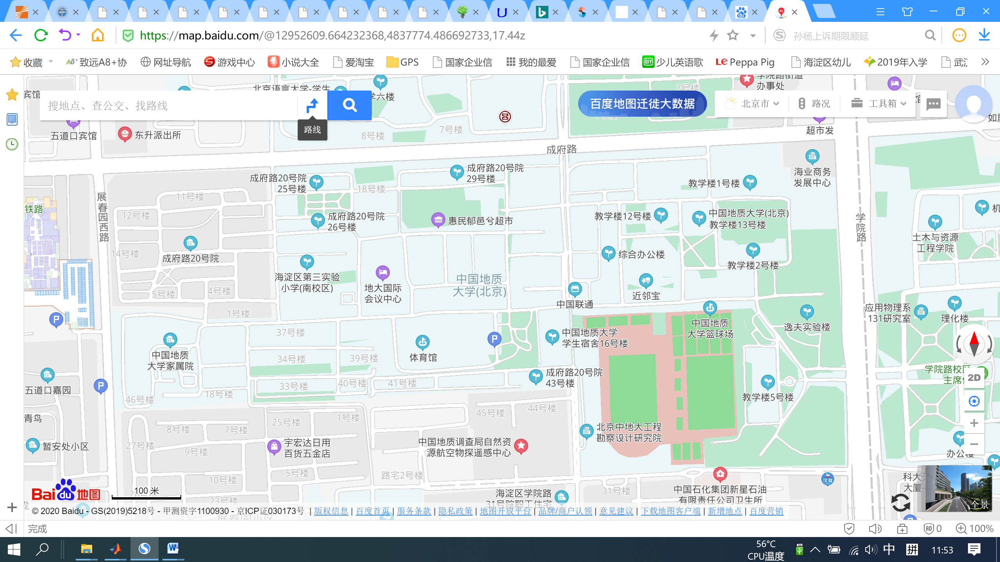 https://map.baidu.com/@12952609.664232368,4837774.486692733,17.44z
孙杨上诉期限顺延
收藏
致远A8+协
网址导航
游戏中心
小说大全
爱淘宝
GPS
国家企业信
我的最爱
国家企业信
少儿英语歌
Peppa Pig
海淀区幼儿
2019年入学
搜地点、查公交、找路线
路线
百度地图迁徙大数据
北京市
路况
工具箱
北京语言大学-学生
学六楼
2号楼
学院路街道
办事处
宾馆
五道口宾馆
东升派出所
8号楼
7号楼
成府路
超市发
如
海业商务
发展中心
成府路20号院
25号楼
18号楼
成府路20号院
29号楼
教学楼1号楼
展春园西路
11号楼
铁路
12号楼
成府路20号院
26号楼
惠民郁邑兮超市
教学楼12号楼
中国地质大学(北京)
教学楼13号楼
学院路
机
土木与资源
工程学院
14号楼
成府路20号院
综合办公楼
教学楼2号楼
海淀区第三实验
小学(南校区)
地大国际
会议中心
中国地质
大学(北京)
近邻宝
中国联通
5号楼
4号楼
1号楼
应用物理系
131研究室
理化楼
逸夫实验楼
中国地质
大学篮球场
37号楼
中国地质大学
学生宿舍16号楼
中国地质
大学家属院
34号楼
39号楼
体育馆
成府路20号院
43号楼
学院路校区
五道口嘉园
33号楼
40号楼
41号楼
46号楼
18号楼
教学楼5号楼
2D
青鸟
45号楼
44号楼
25号楼
1号楼
8号楼
7号楼
北京中地大工程
勘察设计研究院
暂安处小区
27号楼
9号楼
宇宏达日用
百货五金店
中国地质调查局自然资
源航空物探遥感中心
办公楼
5号楼
路宅2号楼
10号楼
汉庭
科大
大厦
23号楼
海淀区学院路
31号院职工住宅
31号楼
中国石化集团新星石油
有限责任公司卫生所
全景
Baidu地图
100 米
© 2020 Baidu - GS(2019)5218号 - 甲测资字1100930 - 京ICP证030173号 | 版权信息 | 百度首页 | 服务条款 | 隐私政策 | 地图开放平台 | 品牌/商户认领 | 意见建议 | 下载地图客户端 | 新增地点 | 百度营销
展春园小区
完成
0
100%
56°C
CPU温度
中
拼
11:53